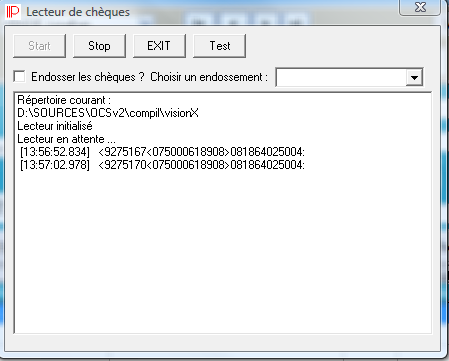 Lecteur de chèques
Start Stop EXIT Test
Endosser les chèques ? Choisir un endossement :
Répertoire courant :
D:\SOURCES\OCSv2\compil\visionX
Lecteur initialisé
Lecteur en attente ...
[13:56:52.834] <9275167<075000618908>081864025004:
[13:57:02.978] <9275170<075000618908>081864025004: